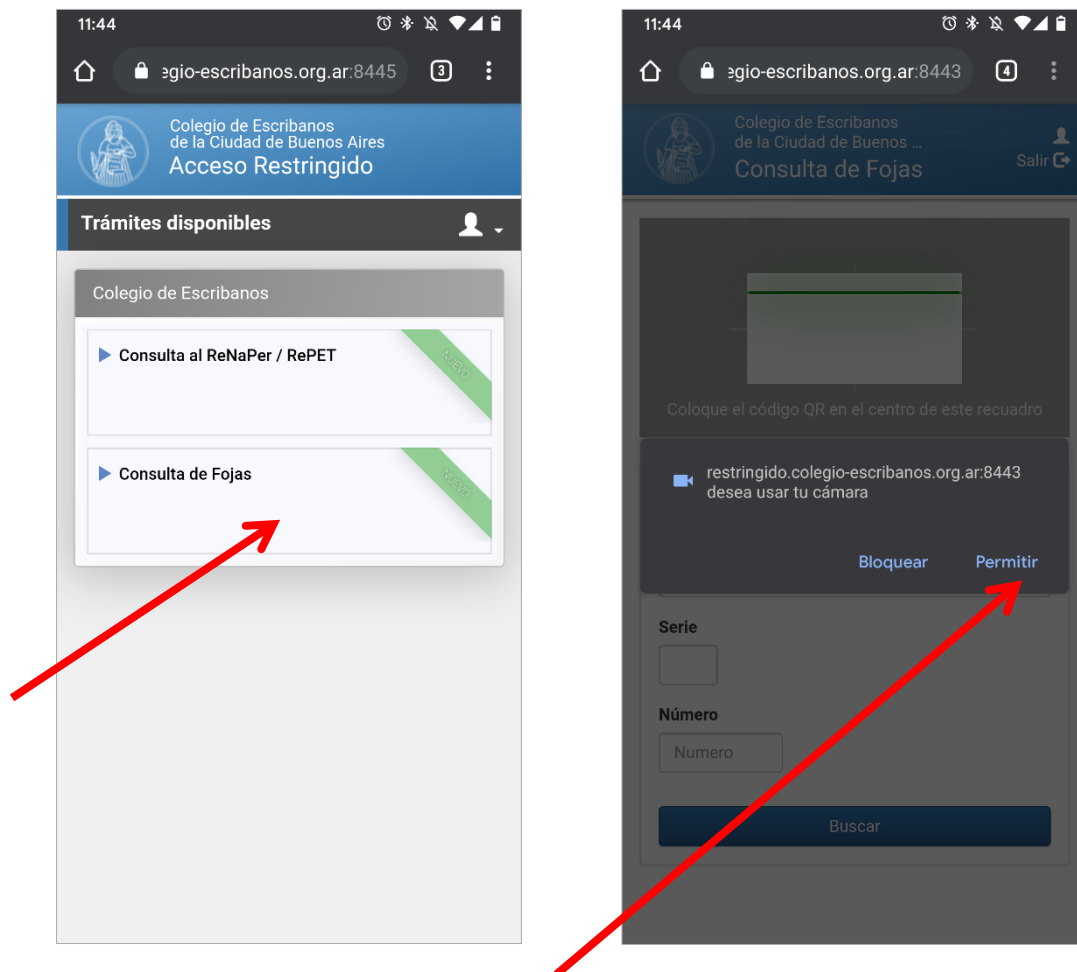 11:44
egio-escribanos.org.ar:8445
3
Colegio de Escribanos
de la Ciudad de Buenos Aires
Acceso Restringido
Trámites disponibles
Colegio de Escribanos
Consulta al ReNaPer / RePET
NUEVO
Consulta de Fojas
NUEVO
11:44
egio-escribanos.org.ar:8443
4
Colegio de Escribanos
de la Ciudad de Buenos ...
Consulta de Fojas
Salir
Coloque el código QR en el centro de este recuadro
restringido.colegio-escribanos.org.ar:8443
desea usar tu cámara
Bloquear
Permitir
Serie
Número
Numero
Buscar